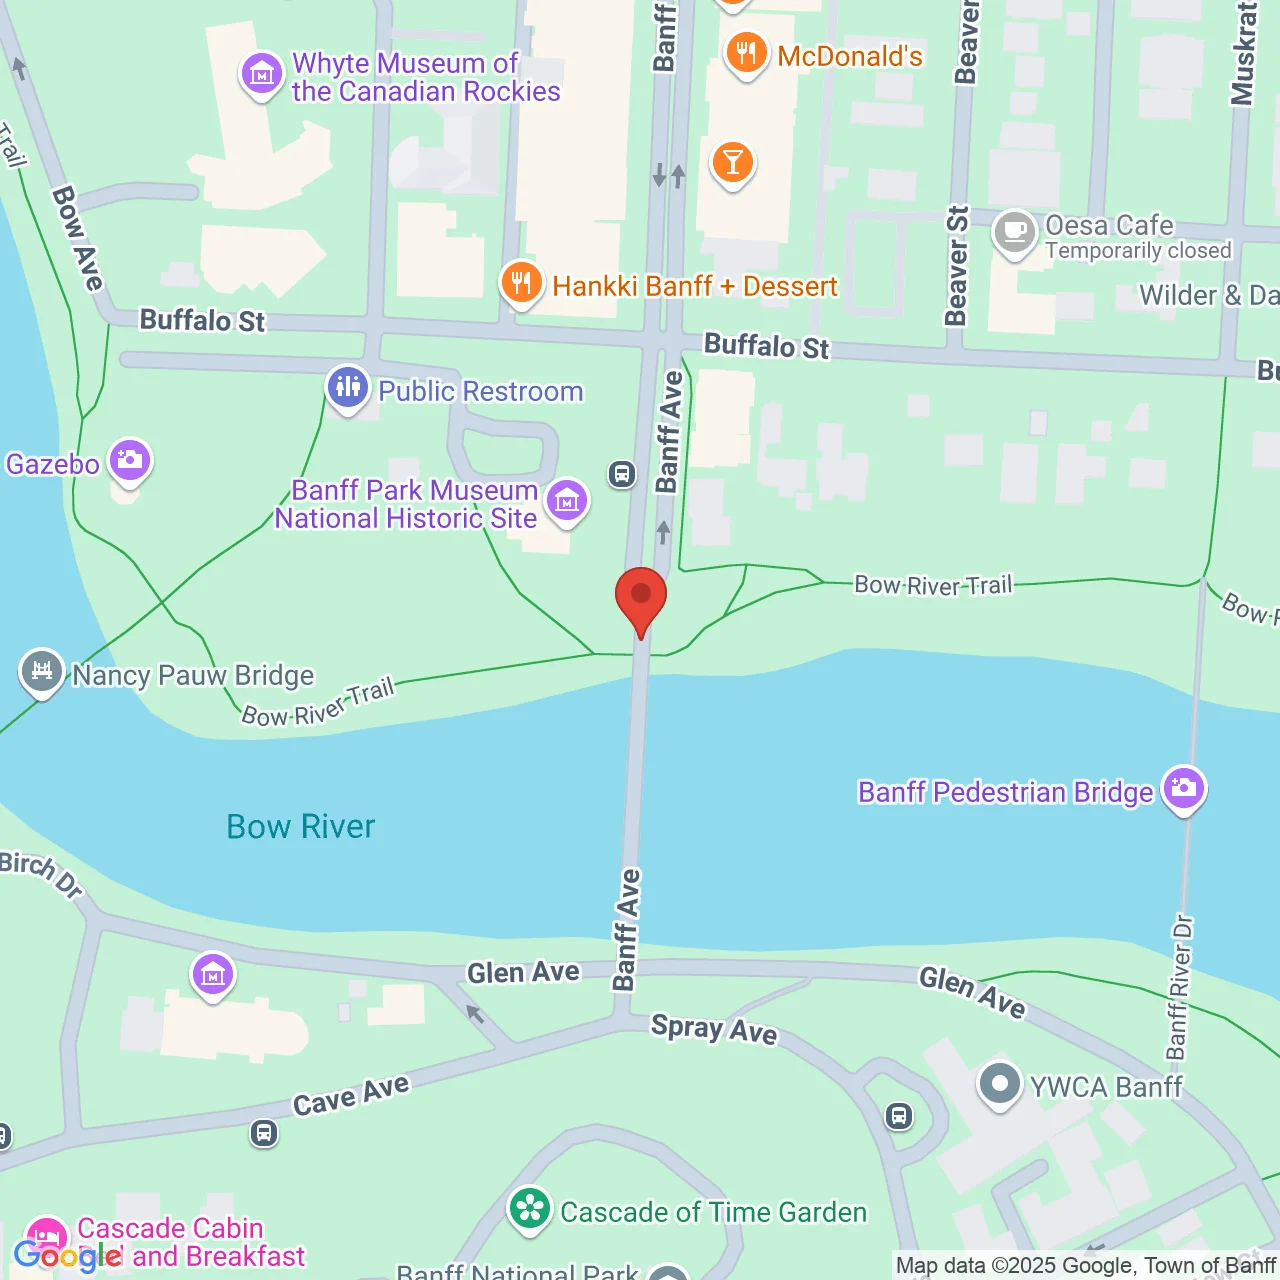 Banff
McDonald's
Beaver
Muskrat
Whyte Museum of
the Canadian Rockies
Trail
Bow Ave
Oesa Cafe
Temporarily closed
Beaver St
Hankki Banff + Dessert
Wilder & Da
Buffalo St
Buffalo St
Bu
Public Restroom
Banff Ave
Gazebo
Banff Park Museum
National Historic Site
Bow River Trail
Bow R
Nancy Pauw Bridge
Bow River Trail
Banff Pedestrian Bridge
Bow River
Birch Dr
Banff Ave
Glen Ave
Glen Ave
Banff River Dr
Spray Ave
Cave Ave
YWCA Banff
Cascade of Time Garden
Cascade Cabin
Bed and Breakfast
Google
Banff National Park
Map data ©2025 Google, Town of Banff